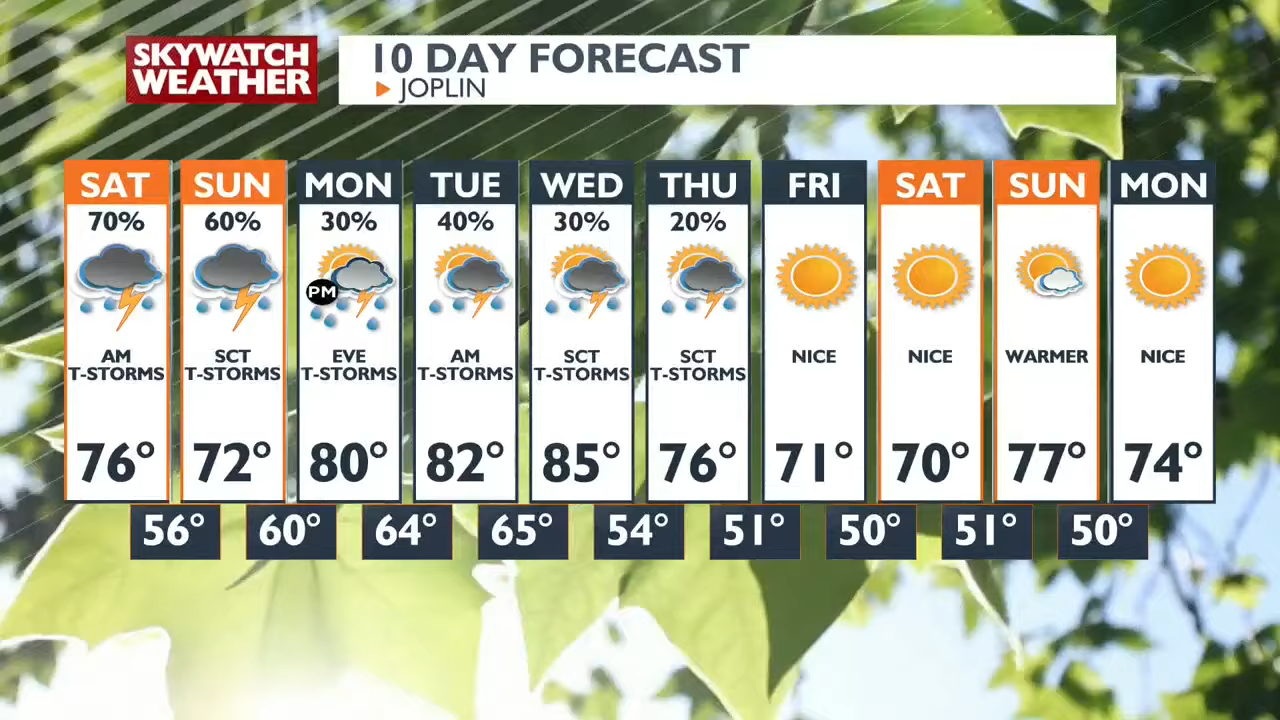 SKYWATCH
WEATHER
10 DAY FORECAST
JOPLIN
SAT SUN MON TUE WED THU FRI SAT SUN MON
70% 60% 30% 40% 30% 20%
PM
AM SCT EVE AM SCT SCT NICE NICE WARMER NICE
T-STORMS T-STORMS T-STORMS T-STORMS T-STORMS T-STORMS
76° 72° 80° 82° 85° 76° 71° 70° 77° 74°
56° 60° 64° 65° 54° 51° 50° 51° 50°